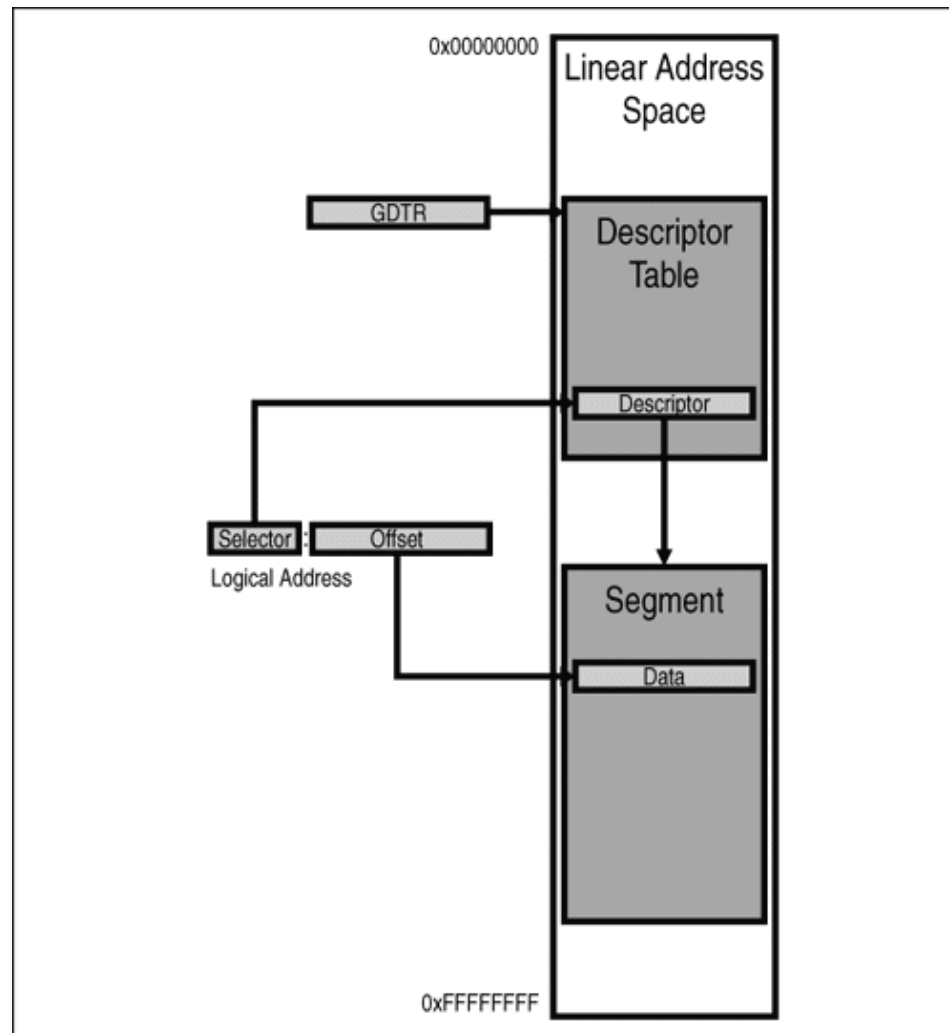 0x00000000
Linear Address
Space
GDTR
Descriptor
Table
Descriptor
Selector : Offset
Logical Address
Segment
Data
0xFFFFFFFF